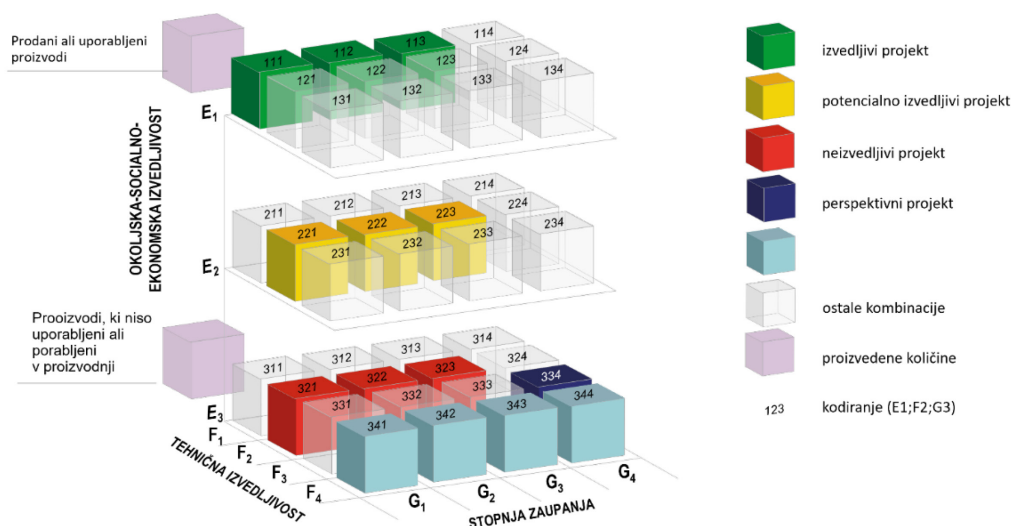 Prodani ali uporabljeni
proizvodi
OKOLJSKA-SOCIALNO-
EKONOMSKA IZVEDLJIVOST
E1
111
112
113
114
121
122
123
124
131
132
133
134
E2
211
212
213
214
221
222
223
224
231
232
233
234
Prooizvodi, ki niso
uporabljeni ali
porabljeni
v proizvodnji
E3
311
312
313
314
321
322
323
324
331
332
333
334
341
342
343
344
F1
F2
F3
F4
TEHNIČNA IZVEDLJIVOST
G1
G2
G3
G4
STOPNJA ZAUPANJA
izvedljivi projekt
potencialno izvedljivi projekt
neizvedljivi projekt
perspektivni projekt
ostale kombinacije
proizvedene količine
123 kodiranje (E1;F2;G3)